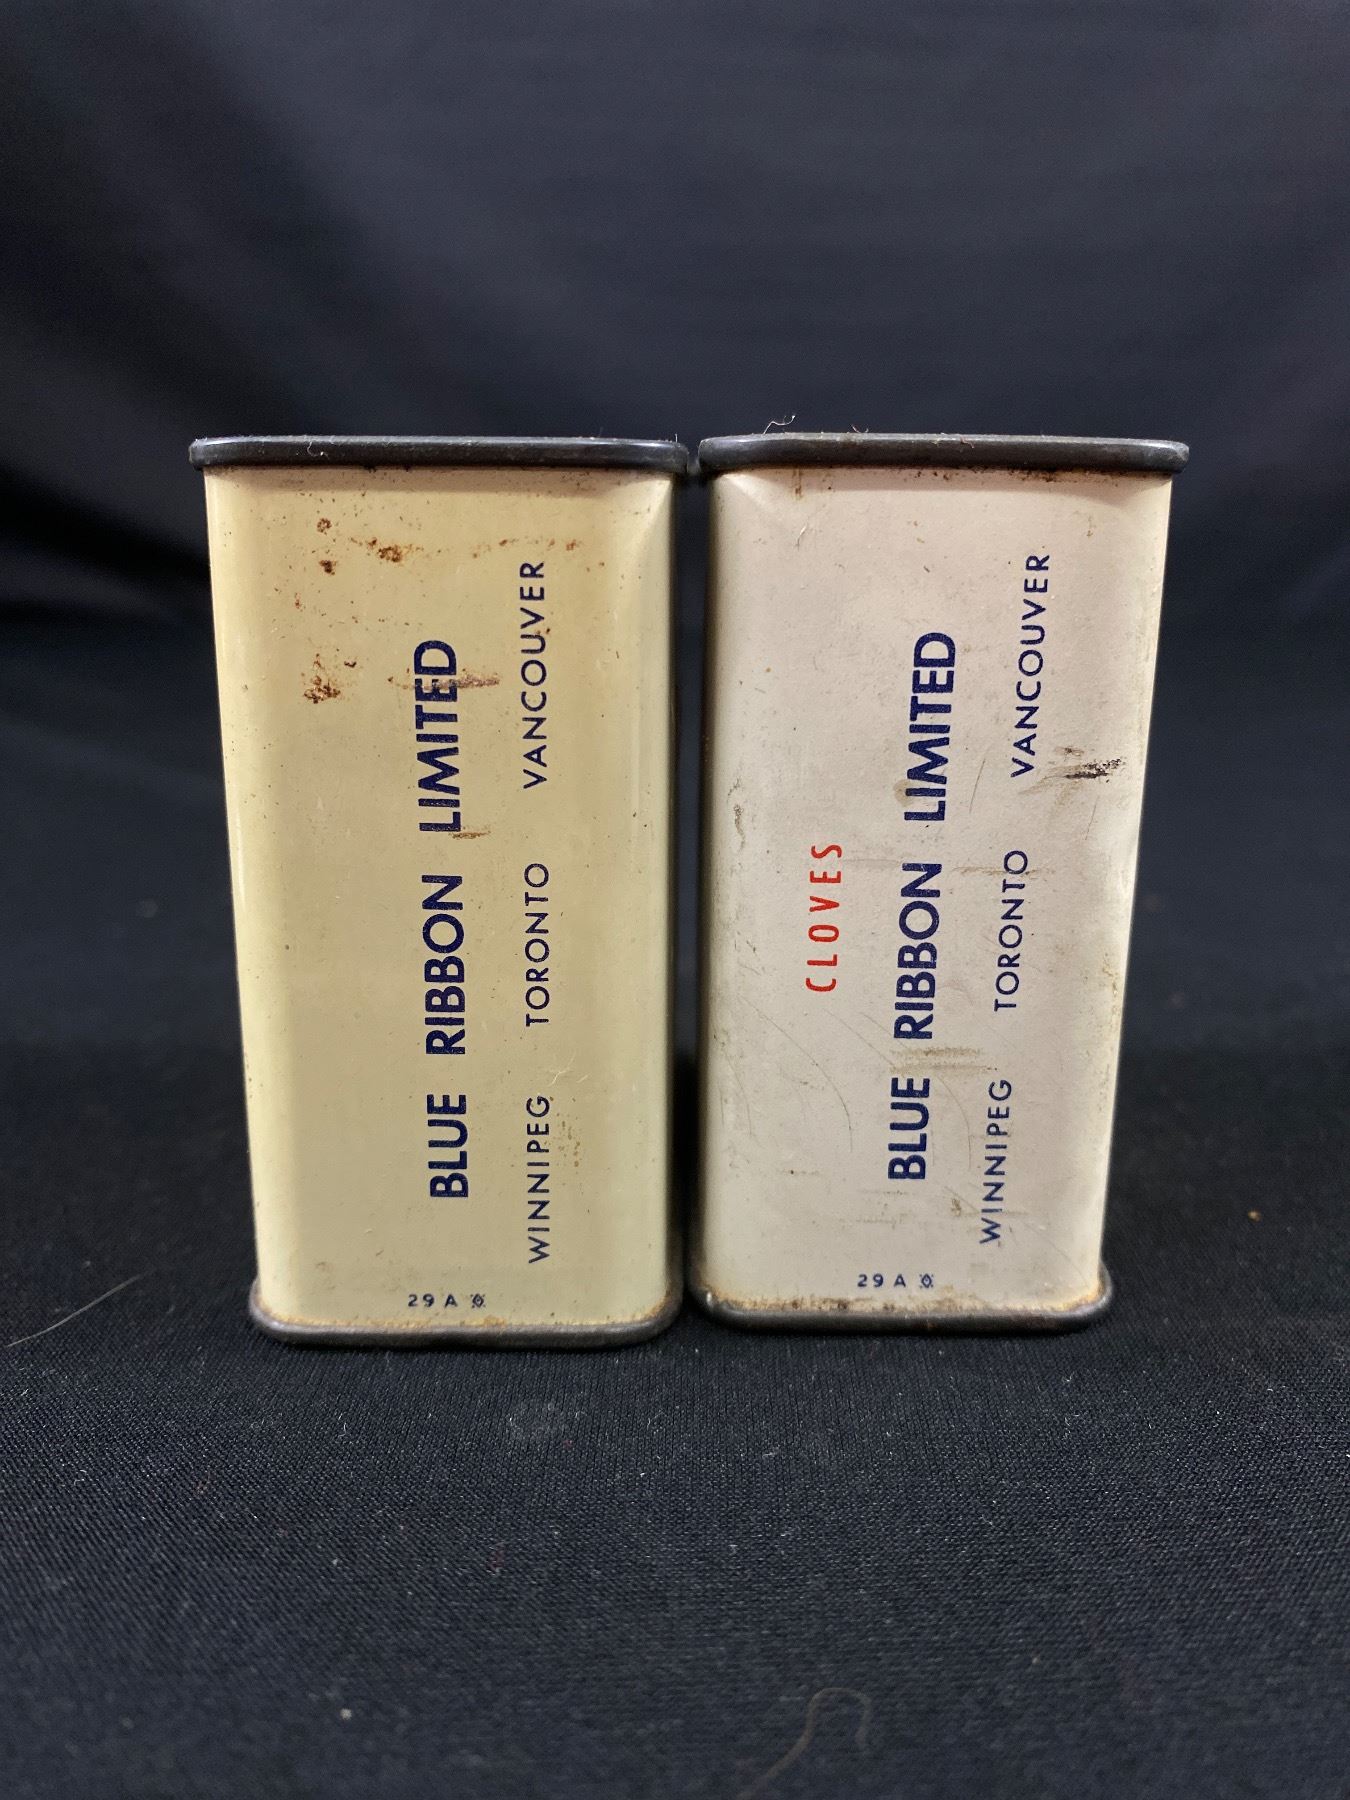 BLUE RIBBON LIMITED
WINNIPEG TORONTO VANCOUVER
29 A
CLOVES
BLUE RIBBON LIMITED
WINNIPEG TORONTO VANCOUVER
29 A